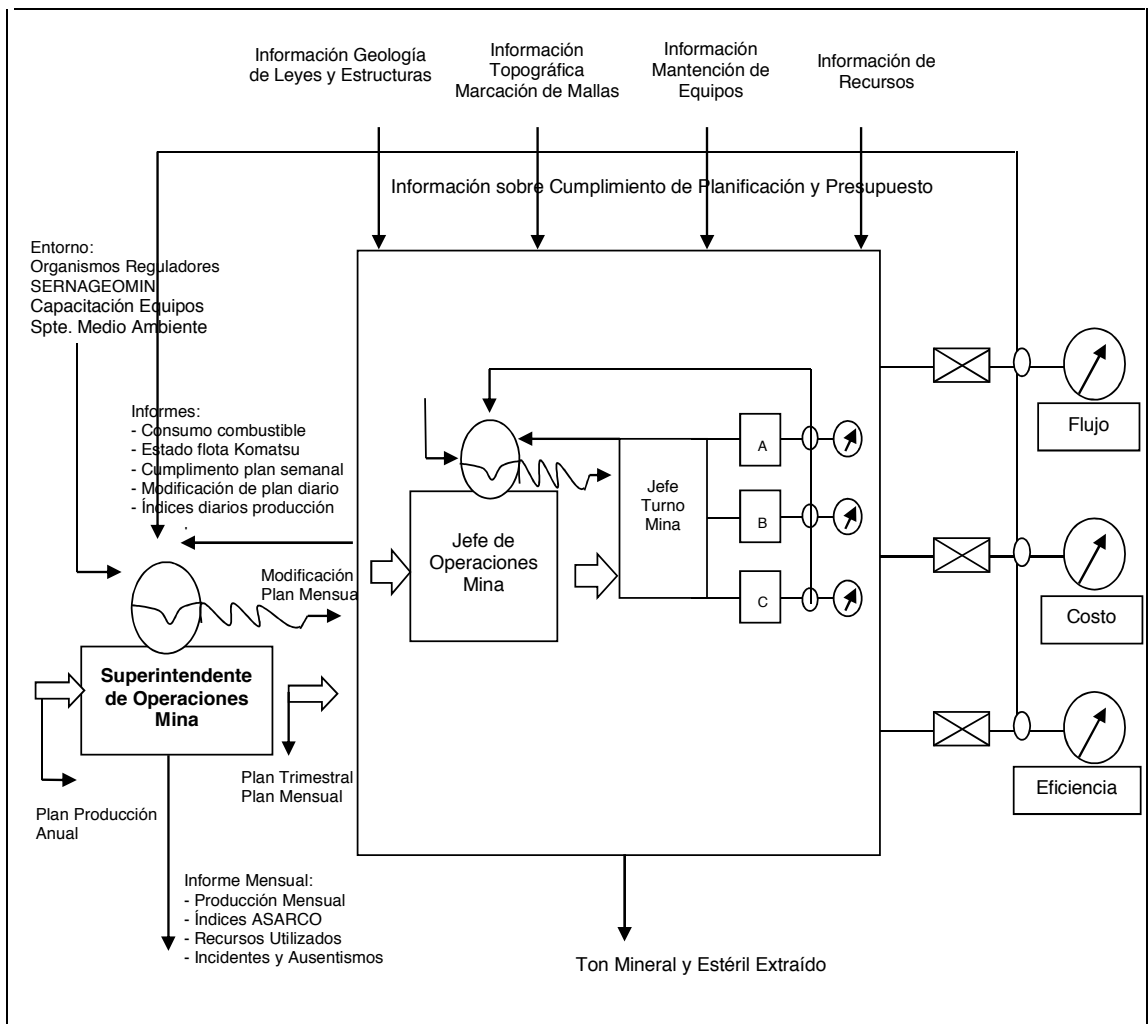 Información Geología
de Leyes y Estructuras
Información
Topográfica
Marcación de Mallas
Información
Mantención de
Equipos
Información de
Recursos
Información sobre Cumplimiento de Planificación y Presupuesto
Entorno:
Organismos Reguladores
SERNAGEOMIN
Capacitación Equipos
Spte. Medio Ambiente
Informes:
- Consumo combustible
- Estado flota Komatsu
- Cumplimento plan semanal
- Modificación de plan diario
- Índices diarios producción
.
Modificación
Plan Mensua
Superintendente
de Operaciones
Mina
Plan Producción
Anual
Plan Trimestral
Plan Mensual
Informe Mensual:
- Producción Mensual
- Índices ASARCO
- Recursos Utilizados
- Incidentes y Ausentismos
Jefe de
Operaciones
Mina
Jefe
Turno
Mina
A
B
C
Flujo
Costo
Eficiencia
Ton Mineral y Estéril Extraído